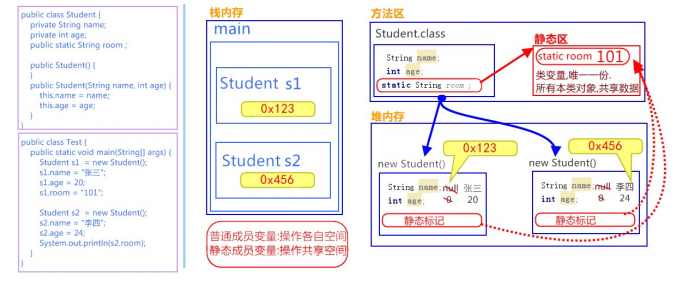 public class Student {
private String name;
private int age;
public static String room ;
public Student() {
}
public Student(String name, int age) {
this.name = name;
this.age = age;
}
}
public class Test {
public static void main(String[] args) {
Student s1 = new Student();
s1.name = "张三";
s1.age = 20;
s1.room = "101";
Student s2 = new Student();
s2.name = "李四";
s2.age = 24;
System.out.println(s2.room);
}
}
栈内存
main
Student s1
0x123
Student s2
0x456
普通成员变量:操作各自空间
静态成员变量:操作共享空间
方法区
Student.class
String name;
int age;
static String room ;
静态区
static room 101
类变量,唯一一份.
所有本类对象,共享数据
堆内存
0x123
new Student()
String name; null 张三
int age; 0 20
静态标记
0x456
new Student()
String name; null 李四
int age; 0 24
静态标记